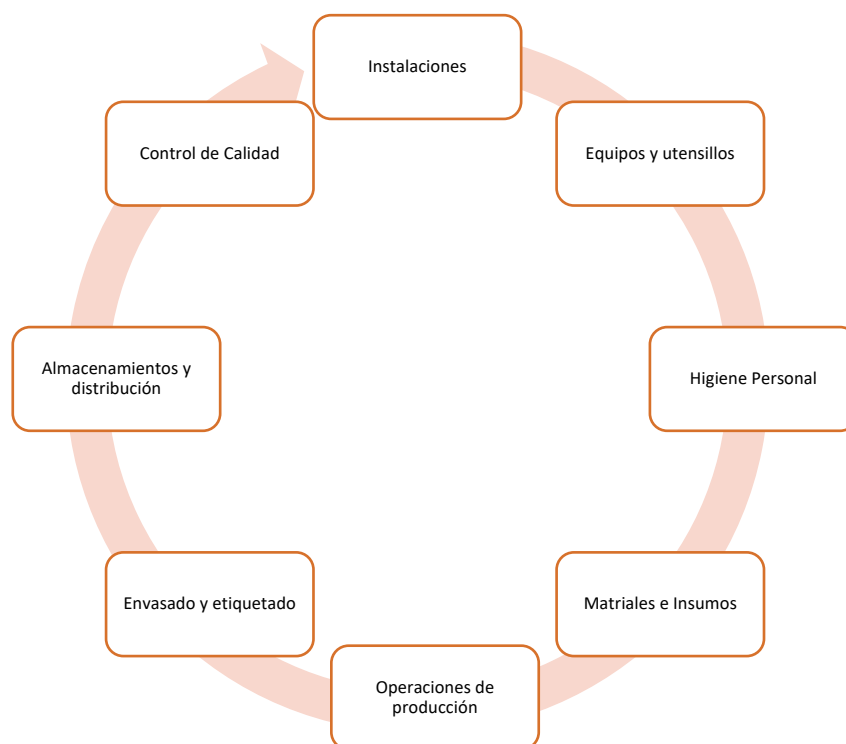 Instalaciones
Equipos y utensillos
Higiene Personal
Matriales e Insumos
Operaciones de
producción
Envasado y etiquetado
Almacenamientos y
distribución
Control de Calidad